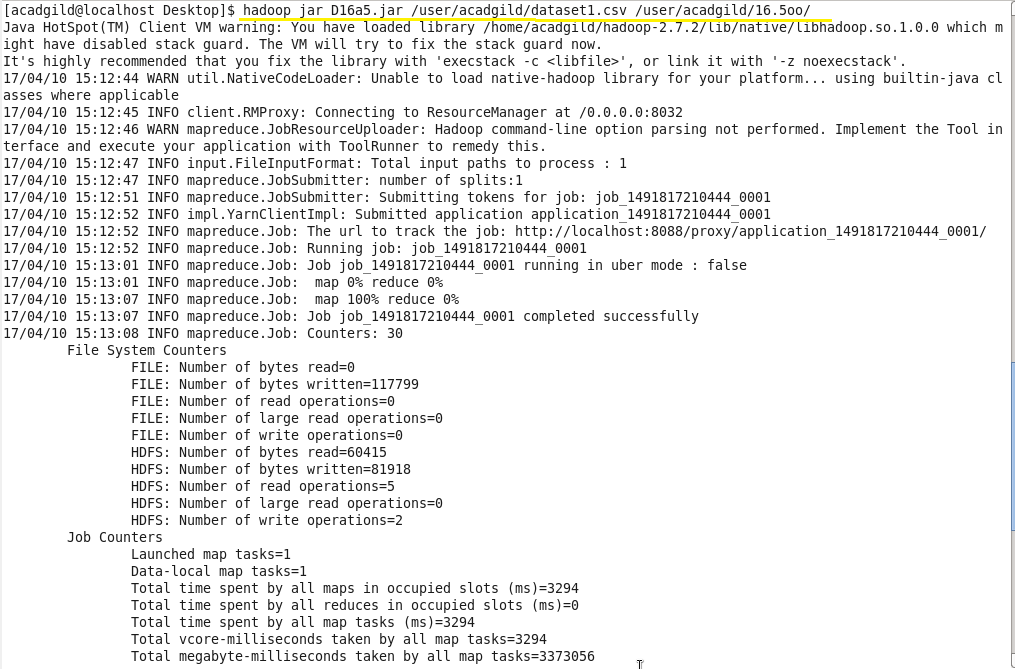 [acadgild@localhost Desktop]$ hadoop jar D16a5.jar /user/acadgild/dataset1.csv /user/acadgild/16.5oo/
Java HotSpot(TM) Client VM warning: You have loaded library /home/acadgild/hadoop-2.7.2/lib/native/libhadoop.so.1.0.0 which m
ight have disabled stack guard. The VM will try to fix the stack guard now.
It's highly recommended that you fix the library with 'execstack -c <libfile>', or link it with '-z noexecstack'.
17/04/10 15:12:44 WARN util.NativeCodeLoader: Unable to load native-hadoop library for your platform... using builtin-java cl
asses where applicable
17/04/10 15:12:45 INFO client.RMProxy: Connecting to ResourceManager at /0.0.0.0:8032
17/04/10 15:12:46 WARN mapreduce.JobResourceUploader: Hadoop command-line option parsing not performed. Implement the Tool in
terface and execute your application with ToolRunner to remedy this.
17/04/10 15:12:47 INFO input.FileInputFormat: Total input paths to process : 1
17/04/10 15:12:47 INFO mapreduce.JobSubmitter: number of splits:1
17/04/10 15:12:51 INFO mapreduce.JobSubmitter: Submitting tokens for job: job_1491817210444_0001
17/04/10 15:12:52 INFO impl.YarnClientImpl: Submitted application application_1491817210444_0001
17/04/10 15:12:52 INFO mapreduce.Job: The url to track the job: http://localhost:8088/proxy/application_1491817210444_0001/
17/04/10 15:12:52 INFO mapreduce.Job: Running job: job_1491817210444_0001
17/04/10 15:13:01 INFO mapreduce.Job: Job job_1491817210444_0001 running in uber mode : false
17/04/10 15:13:01 INFO mapreduce.Job:  map 0% reduce 0%
17/04/10 15:13:07 INFO mapreduce.Job:  map 100% reduce 0%
17/04/10 15:13:07 INFO mapreduce.Job: Job job_1491817210444_0001 completed successfully
17/04/10 15:13:08 INFO mapreduce.Job: Counters: 30
File System Counters
FILE: Number of bytes read=0
FILE: Number of bytes written=117799
FILE: Number of read operations=0
FILE: Number of large read operations=0
FILE: Number of write operations=0
HDFS: Number of bytes read=60415
HDFS: Number of bytes written=81918
HDFS: Number of read operations=5
HDFS: Number of large read operations=0
HDFS: Number of write operations=2
Job Counters
Launched map tasks=1
Data-local map tasks=1
Total time spent by all maps in occupied slots (ms)=3294
Total time spent by all reduces in occupied slots (ms)=0
Total time spent by all map tasks (ms)=3294
Total vcore-milliseconds taken by all map tasks=3294
Total megabyte-milliseconds taken by all map tasks=3373056